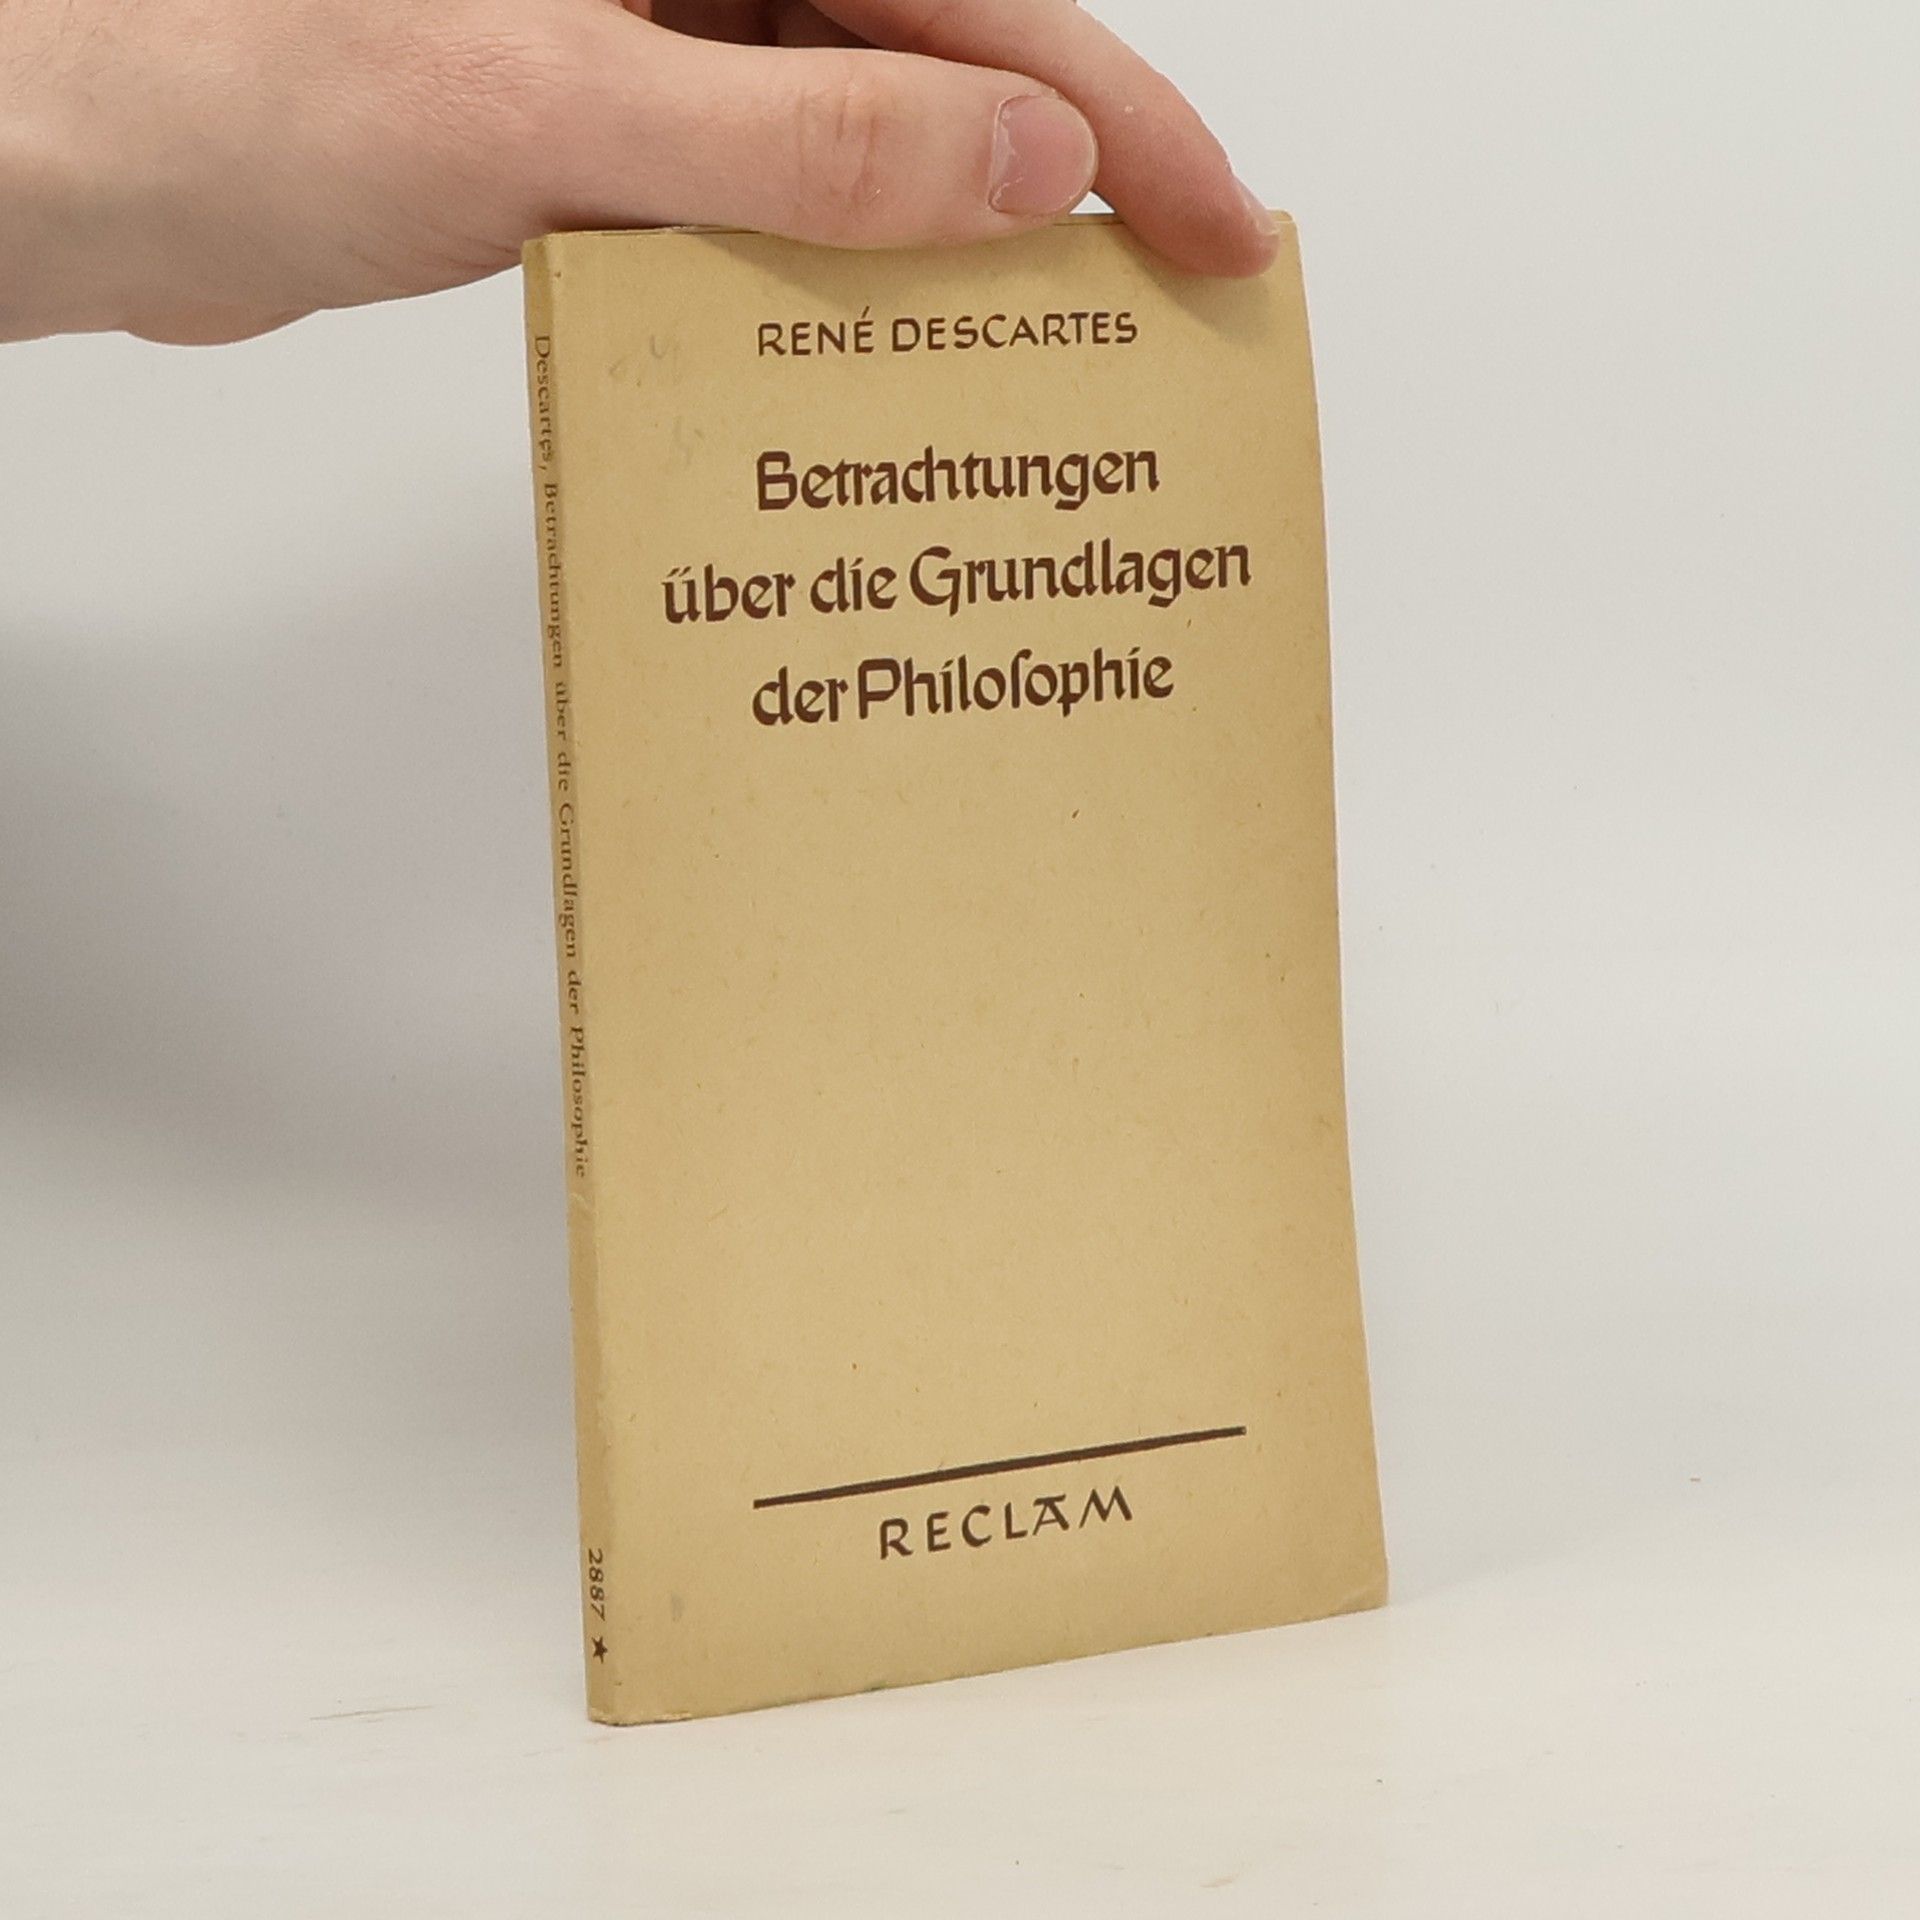 RENÉ DESCARTES
Betrachtungen
über die Grundlagen
der Philoſophie
RECLAM
Descartes, Betrachtungen über die Grundlagen der Philosophie
2887 ★